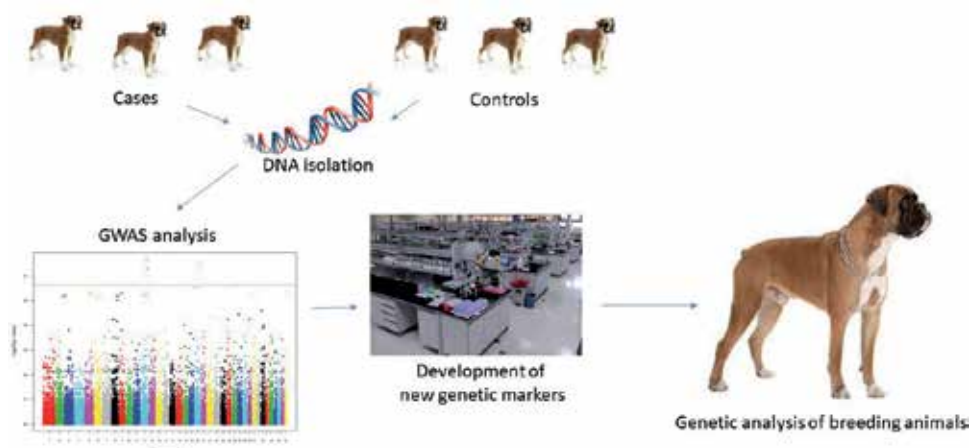 Cases
Controls
DNA isolation
GWAS analysis
Development of
new genetic markers
Genetic analysis of breeding animals